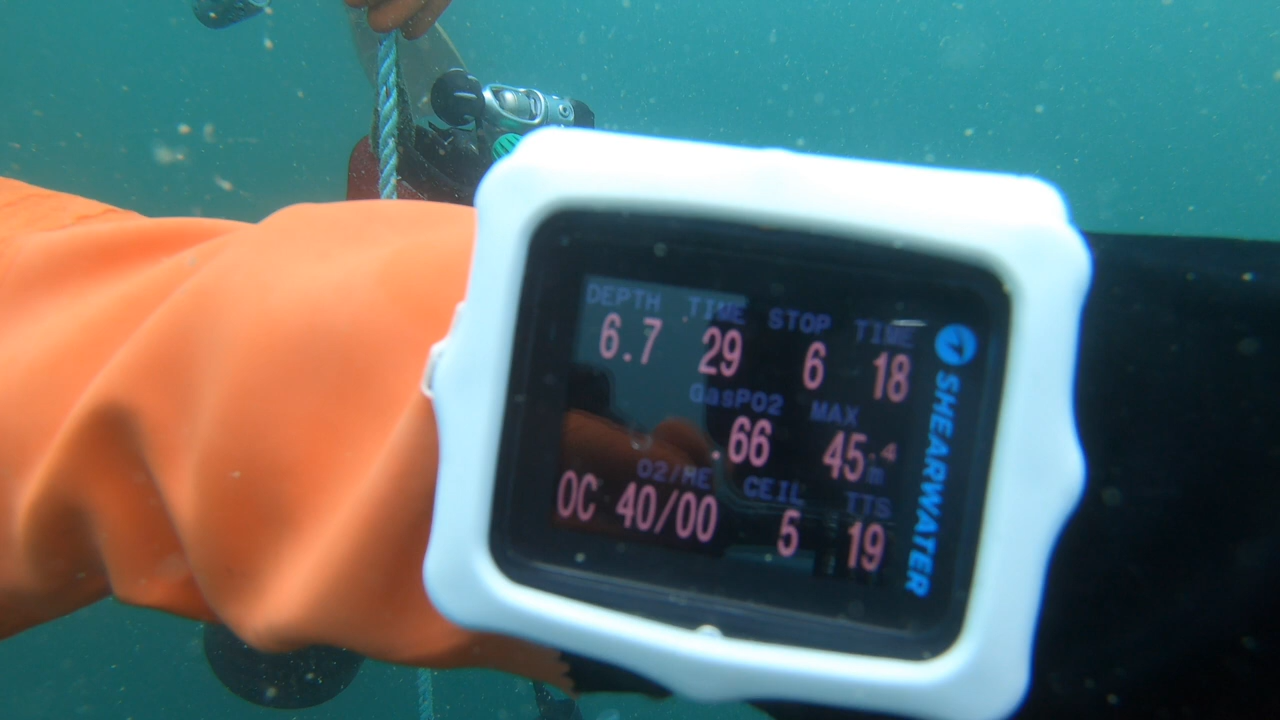 DEPTH TIME STOP TIME
6.7 29 6 18
GasPO2 MAX
.66 45.4m
O2/HE CEIL TTS
OC 40/00 5 19
SHEARWATER